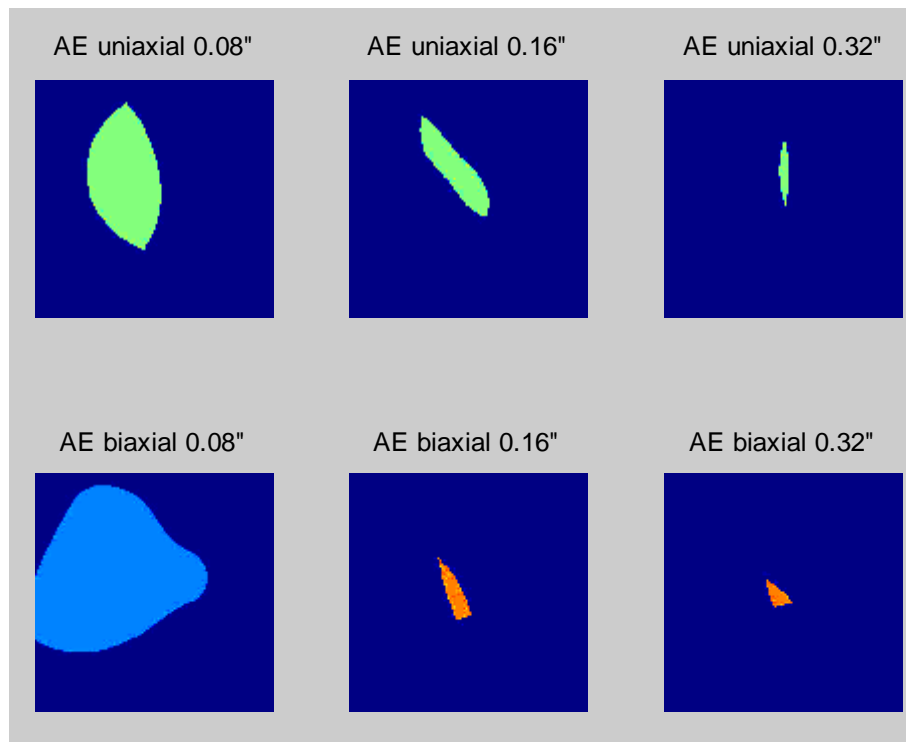 AE uniaxial 0.08"
AE uniaxial 0.16"
AE uniaxial 0.32"
AE biaxial 0.08"
AE biaxial 0.16"
AE biaxial 0.32"